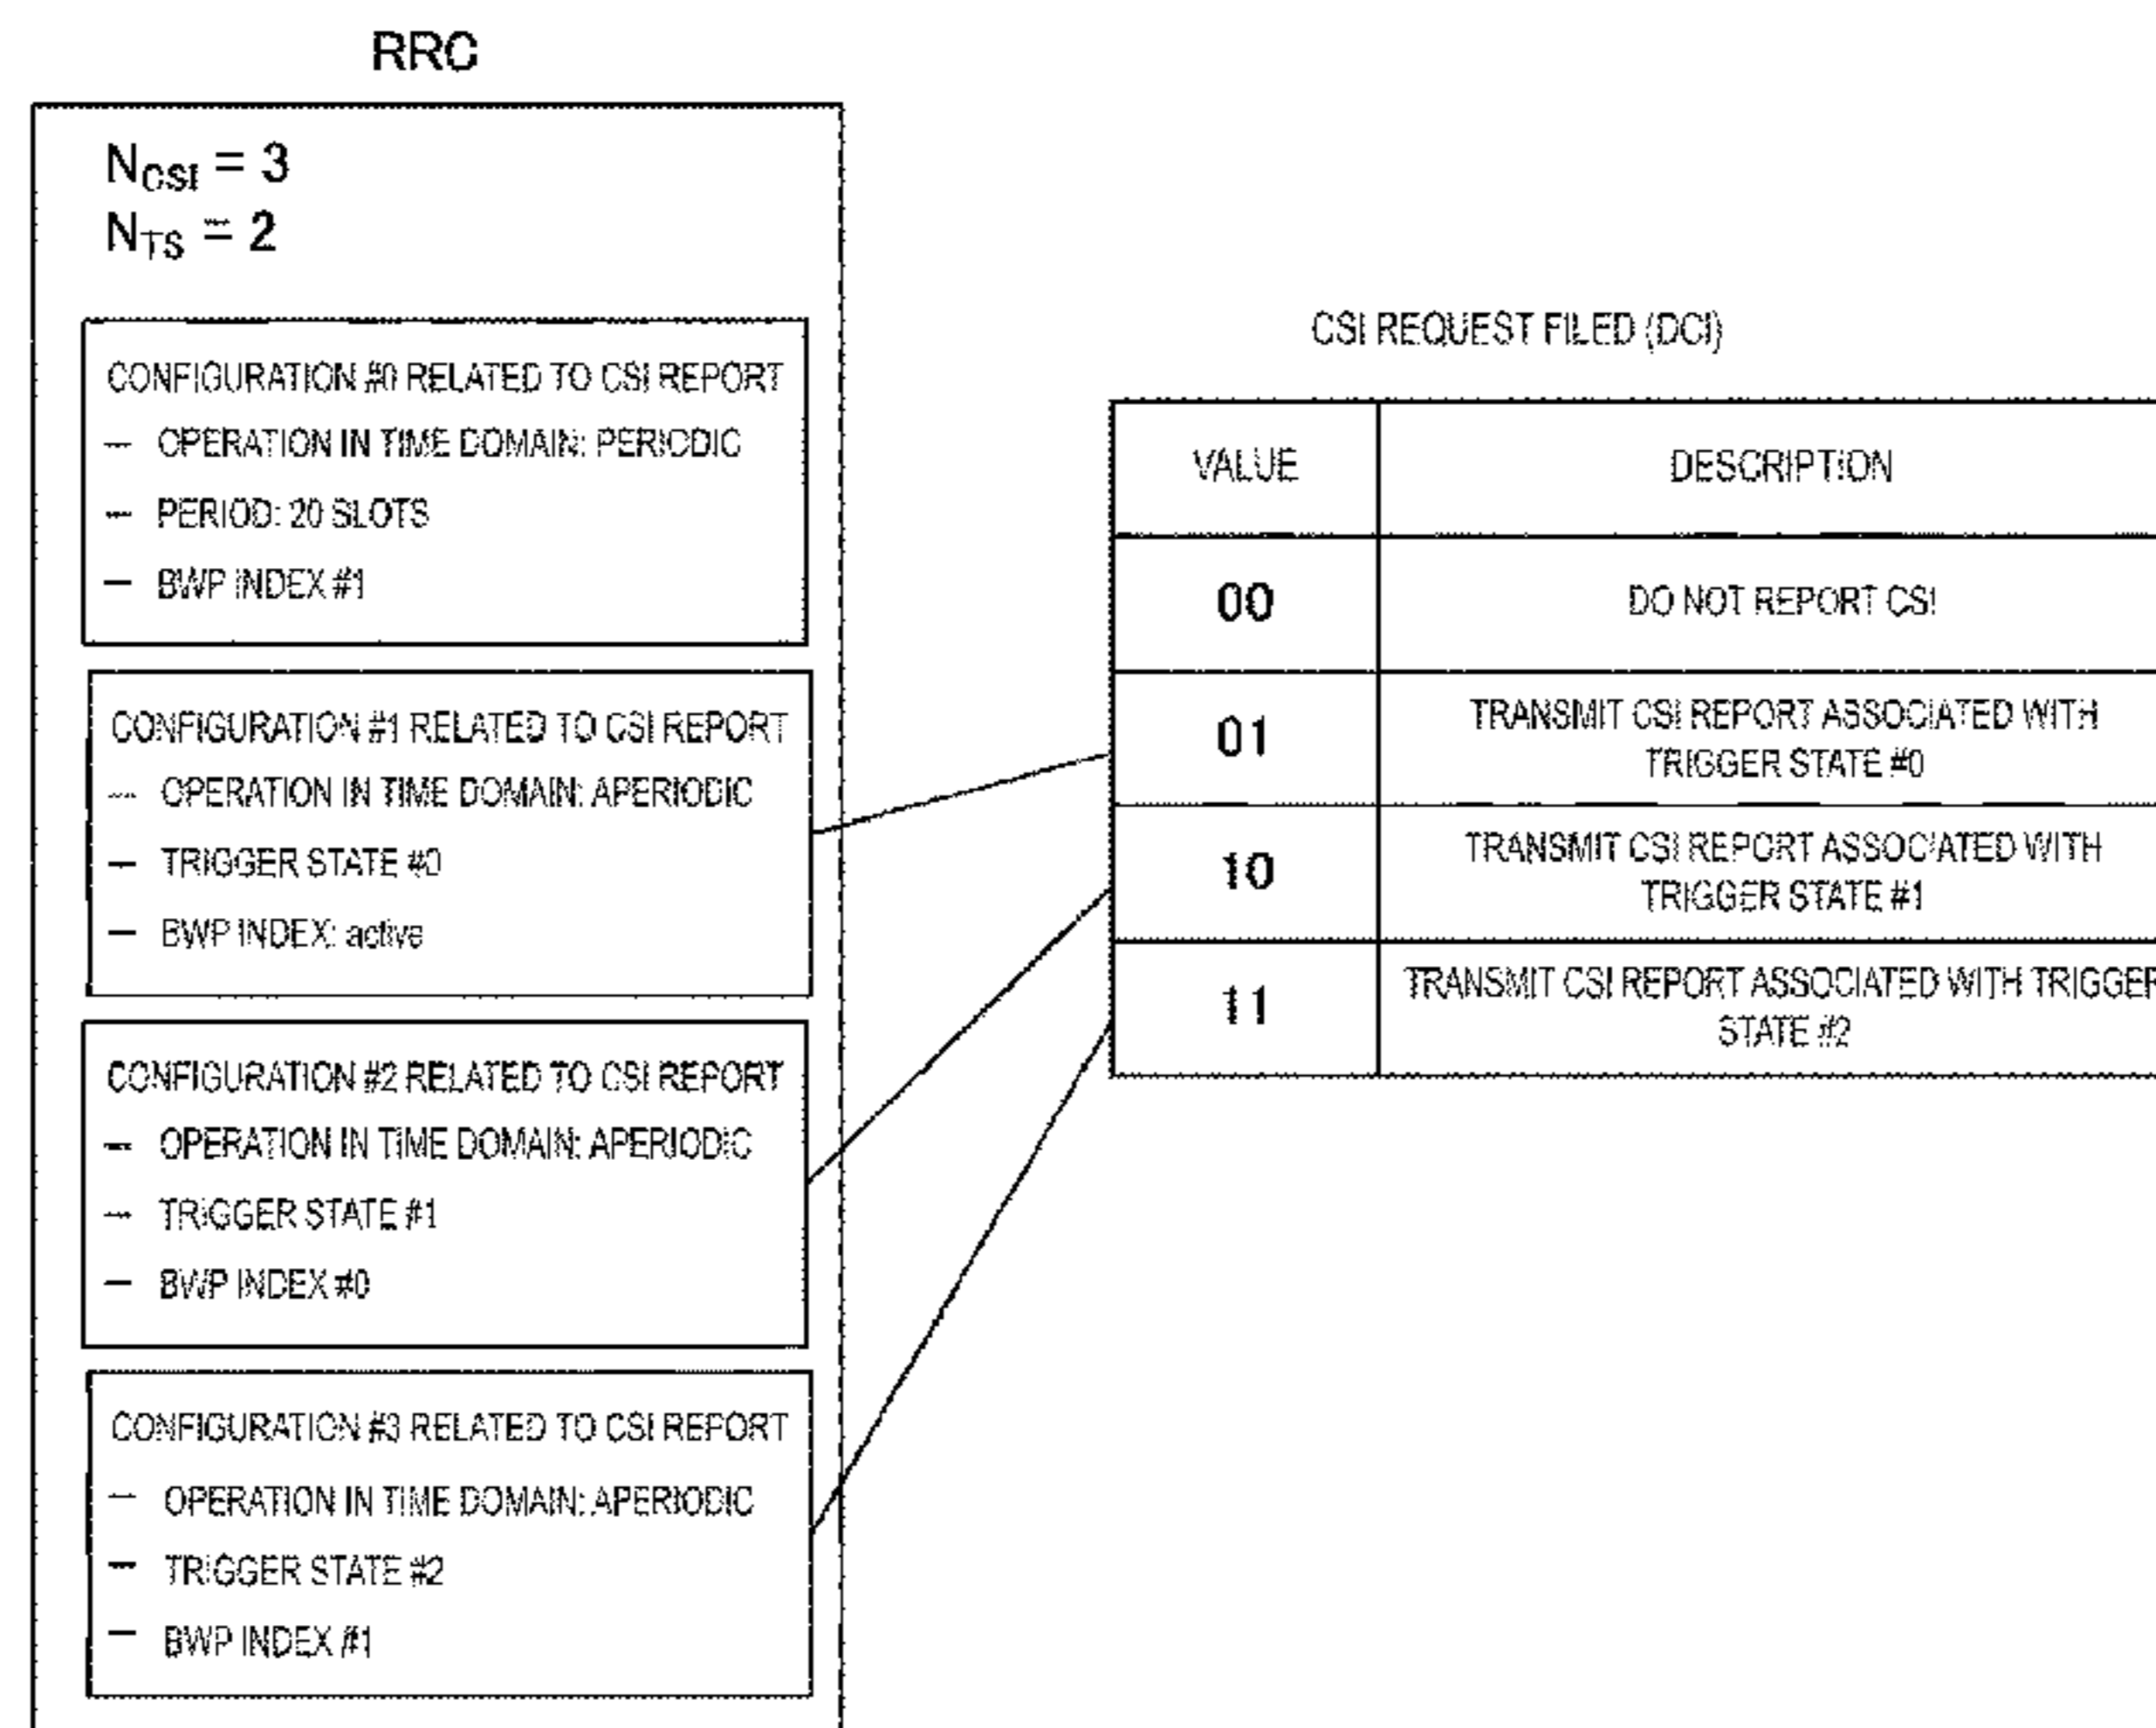 RRC
N_CSI = 3
N_TS = 2
CONFIGURATION #0 RELATED TO CSI REPORT
— OPERATION IN TIME DOMAIN: PERIODIC
— PERIOD: 20 SLOTS
— BWP INDEX #1
CONFIGURATION #1 RELATED TO CSI REPORT
— OPERATION IN TIME DOMAIN: APERIODIC
— TRIGGER STATE #0
— BWP INDEX: active
CONFIGURATION #2 RELATED TO CSI REPORT
— OPERATION IN TIME DOMAIN: APERIODIC
— TRIGGER STATE #1
— BWP INDEX #0
CONFIGURATION #3 RELATED TO CSI REPORT
— OPERATION IN TIME DOMAIN: APERIODIC
— TRIGGER STATE #2
— BWP INDEX #1
CSI REQUEST FILED (DCI)
VALUE DESCRIPTION
00 DO NOT REPORT CSI
01 TRANSMIT CSI REPORT ASSOCIATED WITH
TRIGGER STATE #0
10 TRANSMIT CSI REPORT ASSOCIATED WITH
TRIGGER STATE #1
11 TRANSMIT CSI REPORT ASSOCIATED WITH TRIGGER
STATE #2